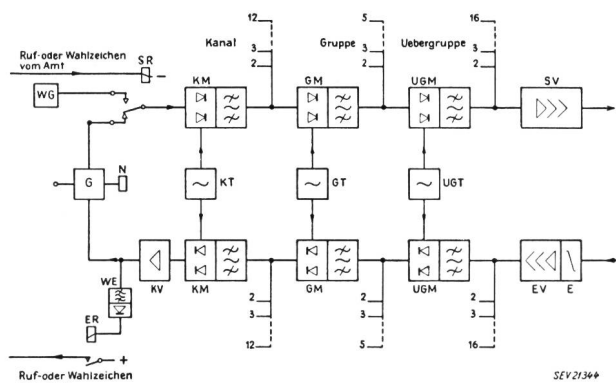 12 5 16
Kanal Gruppe Uebergruppe
3 3 3
2 2 2
Ruf-oder Wahlzeichen
vom Amt
SR
–
WG
KM GM UGM SV
G N
KT GT UGT
~ ~ ~
WE
KV KM GM UGM EV E
ER
2 2 2
3 3 3
12 5 16
+
Ruf-oder Wahlzeichen
SEV21344